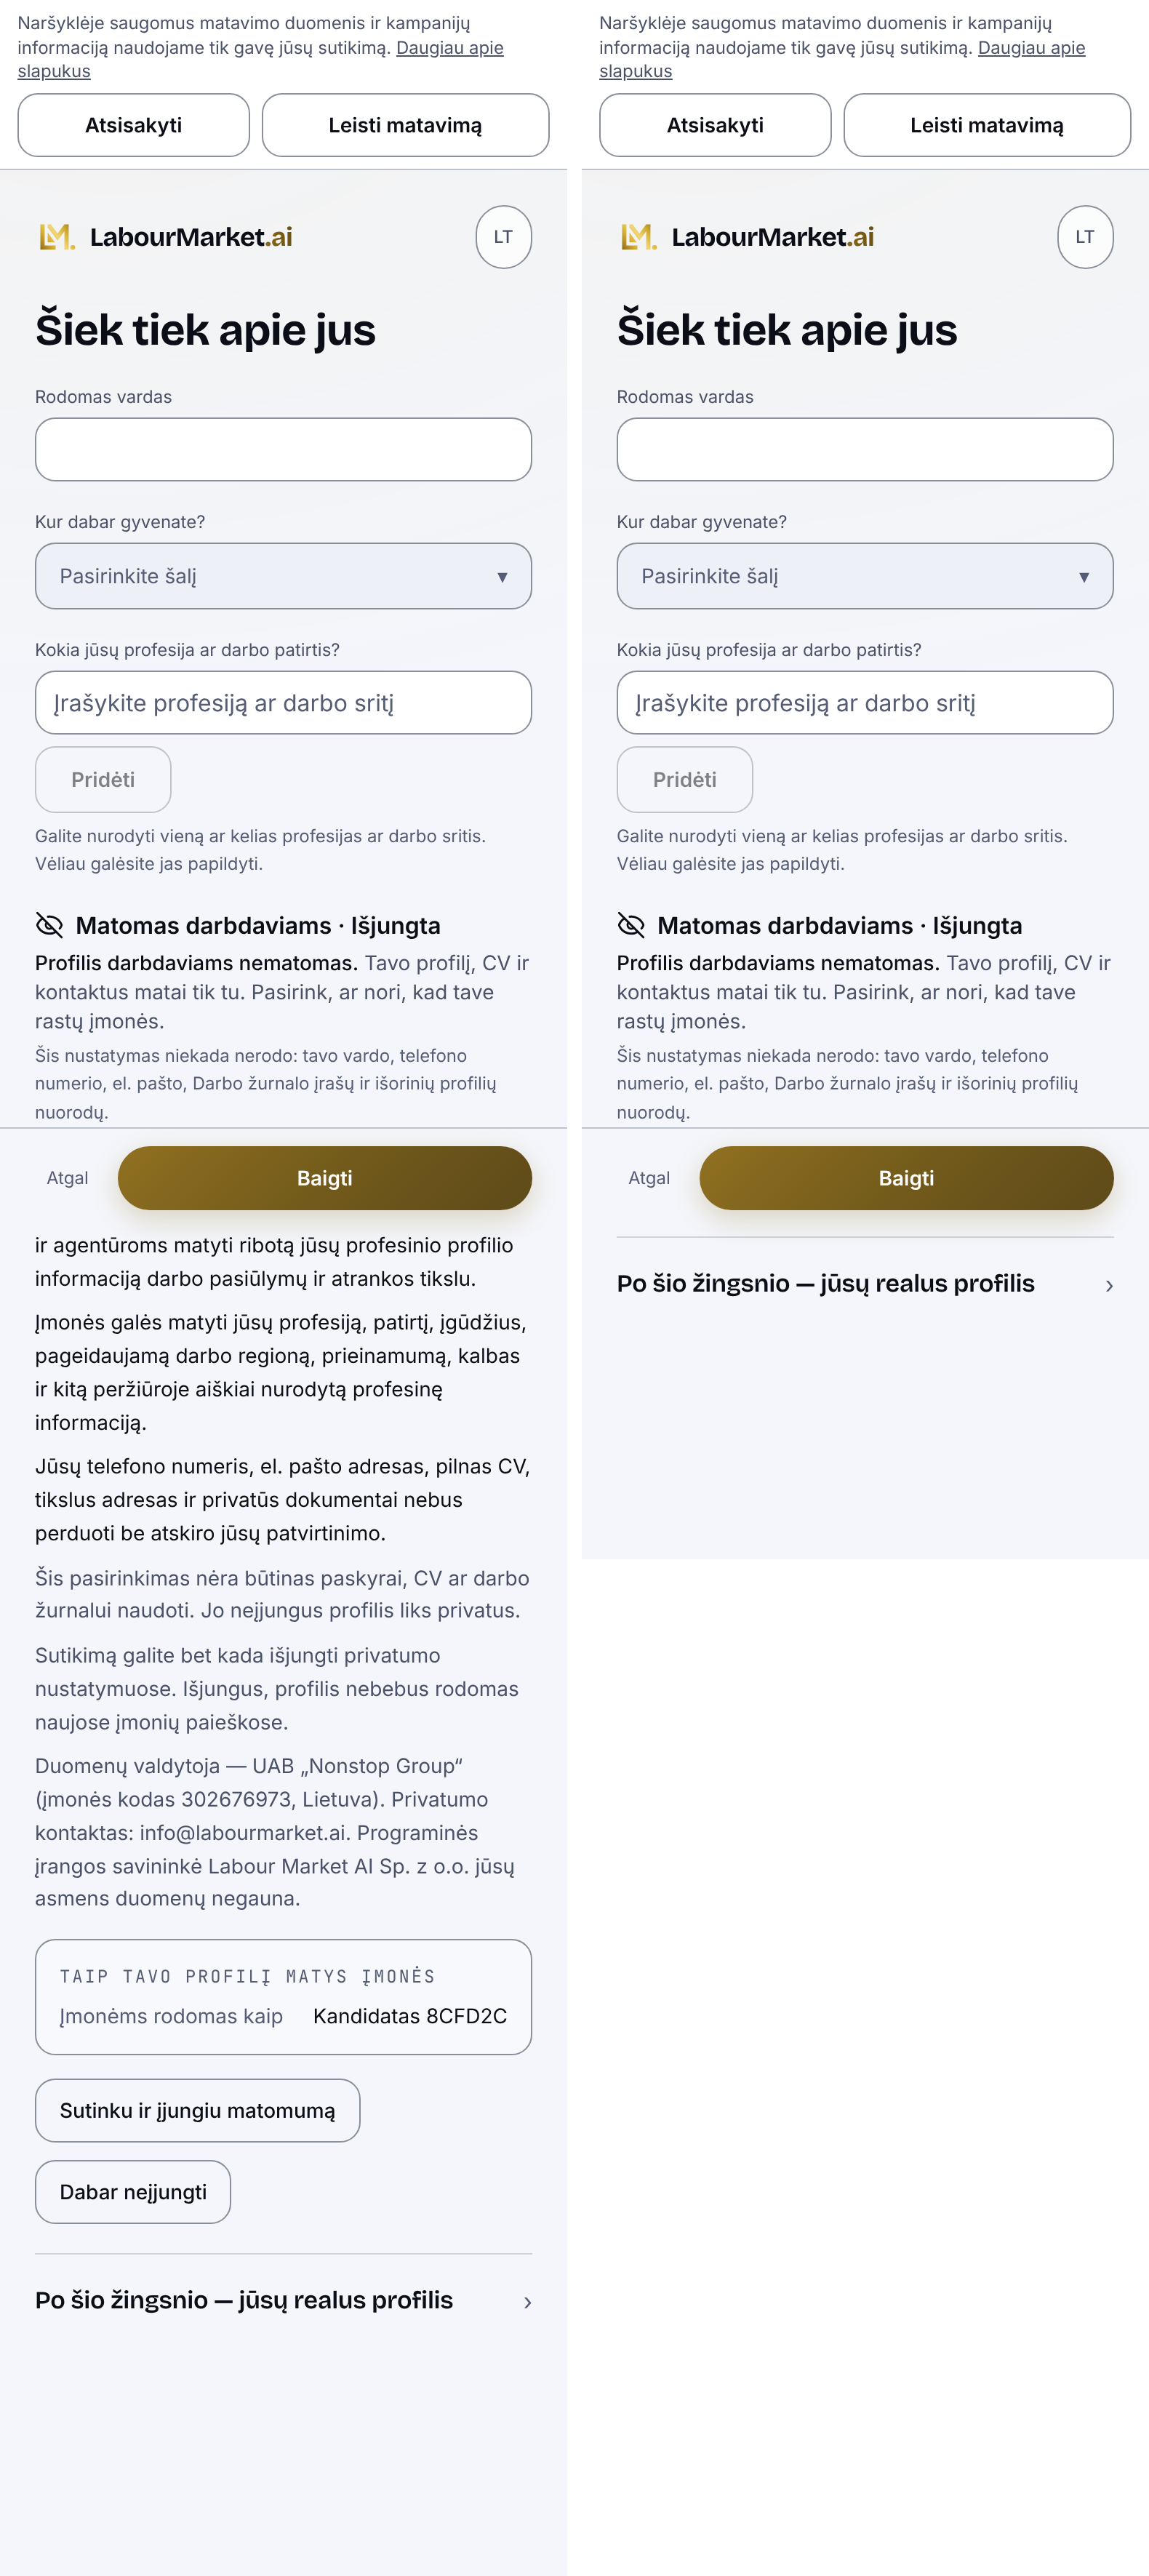 Naršyklėje saugomus matavimo duomenis ir kampanijų
informaciją naudojame tik gavę jūsų sutikimą. Daugiau apie
slapukus
Atsisakyti
Leisti matavimą
LM. LabourMarket.ai
LT
Šiek tiek apie jus
Rodomas vardas
Kur dabar gyvenate?
Pasirinkite šalį ▾
Kokia jūsų profesija ar darbo patirtis?
Įrašykite profesiją ar darbo sritį
Pridėti
Galite nurodyti vieną ar kelias profesijas ar darbo sritis.
Vėliau galėsite jas papildyti.
Matomas darbdaviams · Išjungta
Profilis darbdaviams nematomas. Tavo profilį, CV ir
kontaktus matai tik tu. Pasirink, ar nori, kad tave
rastų įmonės.
Šis nustatymas niekada nerodo: tavo vardo, telefono
numerio, el. pašto, Darbo žurnalo įrašų ir išorinių profilių
nuorodų.
Atgal
Baigti
ir agentūroms matyti ribotą jūsų profesinio profilio
informaciją darbo pasiūlymų ir atrankos tikslu.
Įmonės galės matyti jūsų profesiją, patirtį, įgūdžius,
pageidaujamą darbo regioną, prieinamumą, kalbas
ir kitą peržiūroje aiškiai nurodytą profesinę
informaciją.
Jūsų telefono numeris, el. pašto adresas, pilnas CV,
tikslus adresas ir privatūs dokumentai nebus
perduoti be atskiro jūsų patvirtinimo.
Šis pasirinkimas nėra būtinas paskyrai, CV ar darbo
žurnalui naudoti. Jo neįjungus profilis liks privatus.
Sutikimą galite bet kada išjungti privatumo
nustatymuose. Išjungus, profilis nebebus rodomas
naujose įmonių paieškose.
Duomenų valdytoja — UAB „Nonstop Group“
(įmonės kodas 302676973, Lietuva). Privatumo
kontaktas: info@labourmarket.ai. Programinės
įrangos savininkė Labour Market AI Sp. z o.o. jūsų
asmens duomenų negauna.
TAIP TAVO PROFILĮ MATYS ĮMONĖS
Įmonėms rodomas kaip Kandidatas 8CFD2C
Sutinku ir įjungiu matomumą
Dabar neįjungti
Po šio žingsnio — jūsų realus profilis ›
Naršyklėje saugomus matavimo duomenis ir kampanijų
informaciją naudojame tik gavę jūsų sutikimą. Daugiau apie
slapukus
Atsisakyti
Leisti matavimą
LM. LabourMarket.ai
LT
Šiek tiek apie jus
Rodomas vardas
Kur dabar gyvenate?
Pasirinkite šalį ▾
Kokia jūsų profesija ar darbo patirtis?
Įrašykite profesiją ar darbo sritį
Pridėti
Galite nurodyti vieną ar kelias profesijas ar darbo sritis.
Vėliau galėsite jas papildyti.
Matomas darbdaviams · Išjungta
Profilis darbdaviams nematomas. Tavo profilį, CV ir
kontaktus matai tik tu. Pasirink, ar nori, kad tave
rastų įmonės.
Šis nustatymas niekada nerodo: tavo vardo, telefono
numerio, el. pašto, Darbo žurnalo įrašų ir išorinių profilių
nuorodų.
Atgal
Baigti
Po šio žingsnio — jūsų realus profilis ›